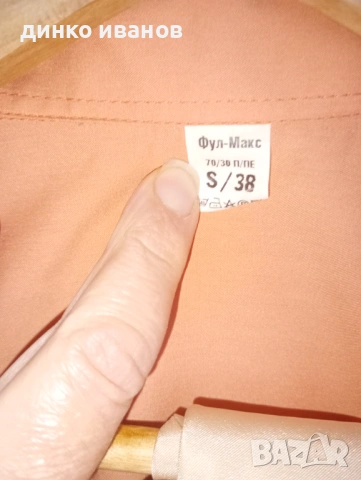 динко иванов
Фул-Макс
70/30 П/ПЕ
S/38
BAZAR